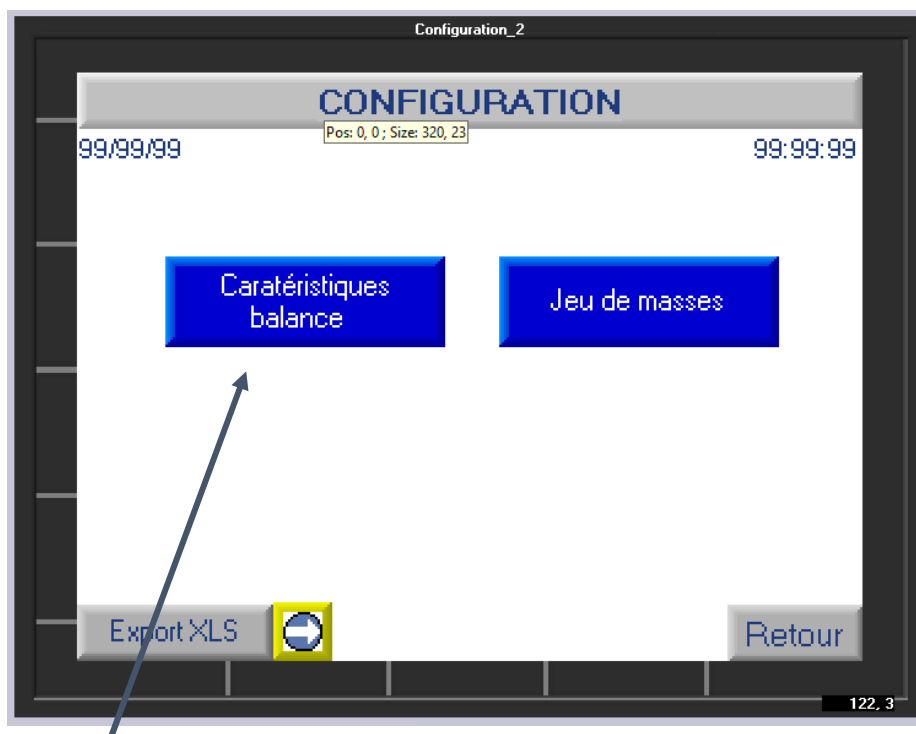 Configuration_2
CONFIGURATION
Pos: 0, 0 ; Size: 320, 23
99/99/99
99:99:99
Caratéristiques
balance
Jeu de masses
Export XLS
Retour
122, 3